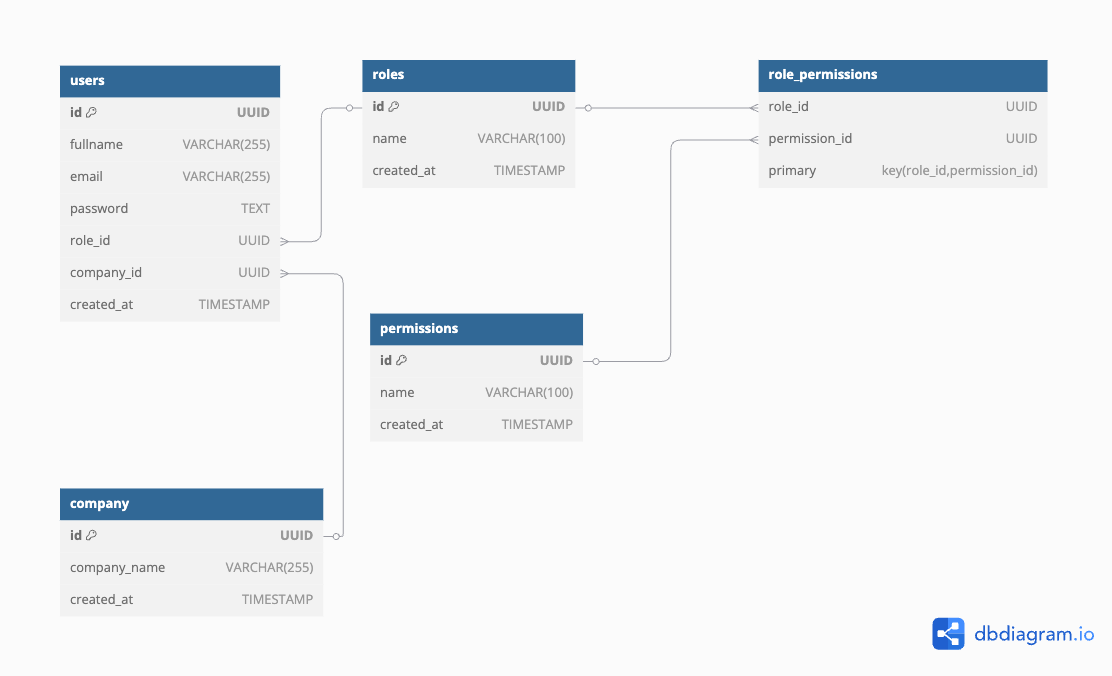 users
id UUID
fullname VARCHAR(255)
email VARCHAR(255)
password TEXT
role_id UUID
company_id UUID
created_at TIMESTAMP
roles
id UUID
name VARCHAR(100)
created_at TIMESTAMP
role_permissions
role_id UUID
permission_id UUID
primary key(role_id,permission_id)
permissions
id UUID
name VARCHAR(100)
created_at TIMESTAMP
company
id UUID
company_name VARCHAR(255)
created_at TIMESTAMP
dbdiagram.io